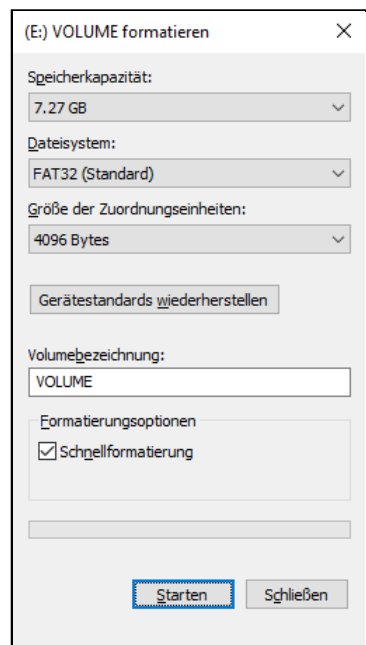 (E:) VOLUME formatieren
Speicherkapazität:
7.27 GB
Dateisystem:
FAT32 (Standard)
Größe der Zuordnungseinheiten:
4096 Bytes
Gerätestandards wiederherstellen
Volumebezeichnung:
VOLUME
Formatierungsoptionen
Schnellformatierung
Starten Schließen